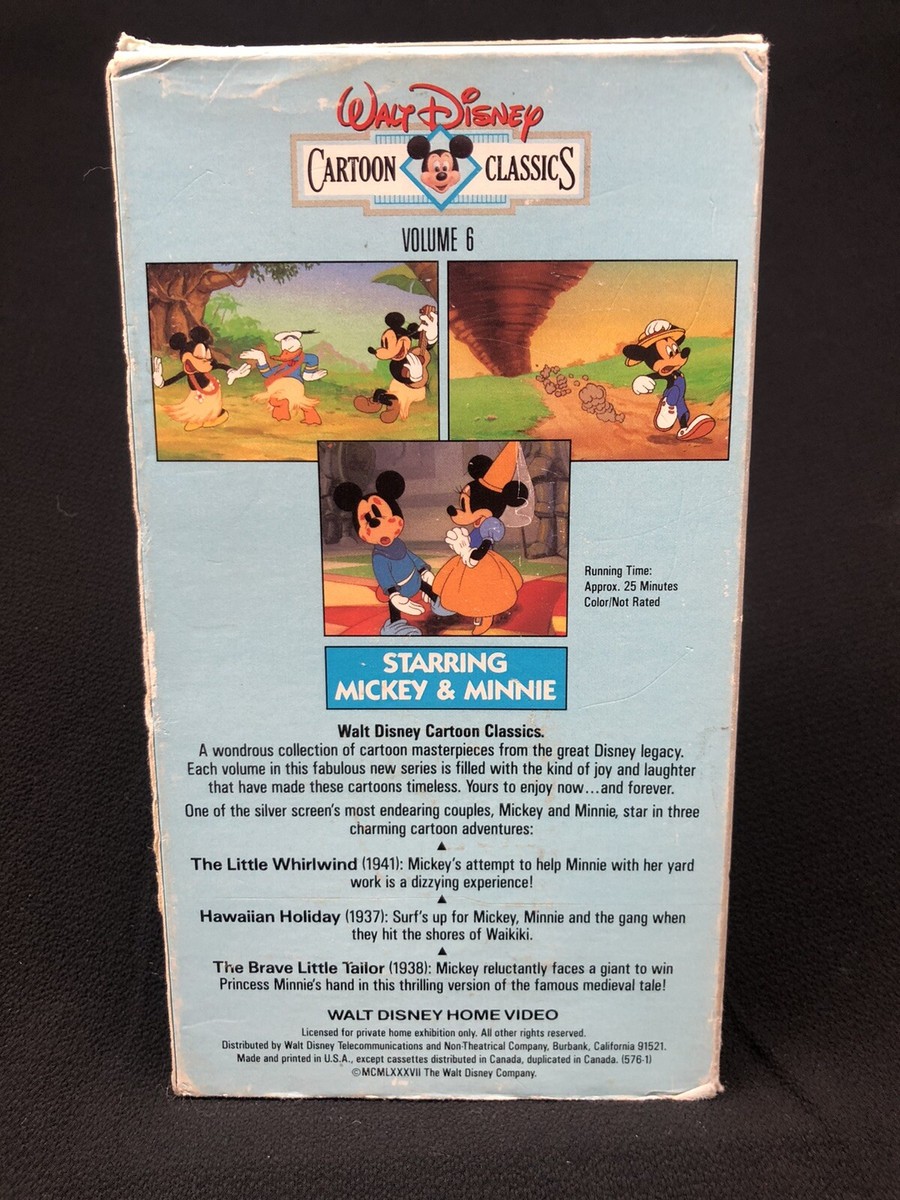 WALT DISNEY
CARTOON CLASSICS
VOLUME 6
Running Time:
Approx. 25 Minutes
Color/Not Rated
STARRING
MICKEY & MINNIE
Walt Disney Cartoon Classics.
A wondrous collection of cartoon masterpieces from the great Disney legacy.
Each volume in this fabulous new series is filled with the kind of joy and laughter
that have made these cartoons timeless. Yours to enjoy now...and forever.
One of the silver screen's most endearing couples, Mickey and Minnie, star in three
charming cartoon adventures:
The Little Whirlwind (1941): Mickey's attempt to help Minnie with her yard
work is a dizzying experience!
Hawaiian Holiday (1937): Surf's up for Mickey, Minnie and the gang when
they hit the shores of Waikiki.
The Brave Little Tailor (1938): Mickey reluctantly faces a giant to win
Princess Minnie's hand in this thrilling version of the famous medieval tale!
WALT DISNEY HOME VIDEO
Licensed for private home exhibition only. All other rights reserved.
Distributed by Walt Disney Telecommunications and Non-Theatrical Company, Burbank, California 91521.
Made and printed in U.S.A., except cassettes distributed in Canada, duplicated in Canada. (576-1)
©MCMLXXXVII The Walt Disney Company.